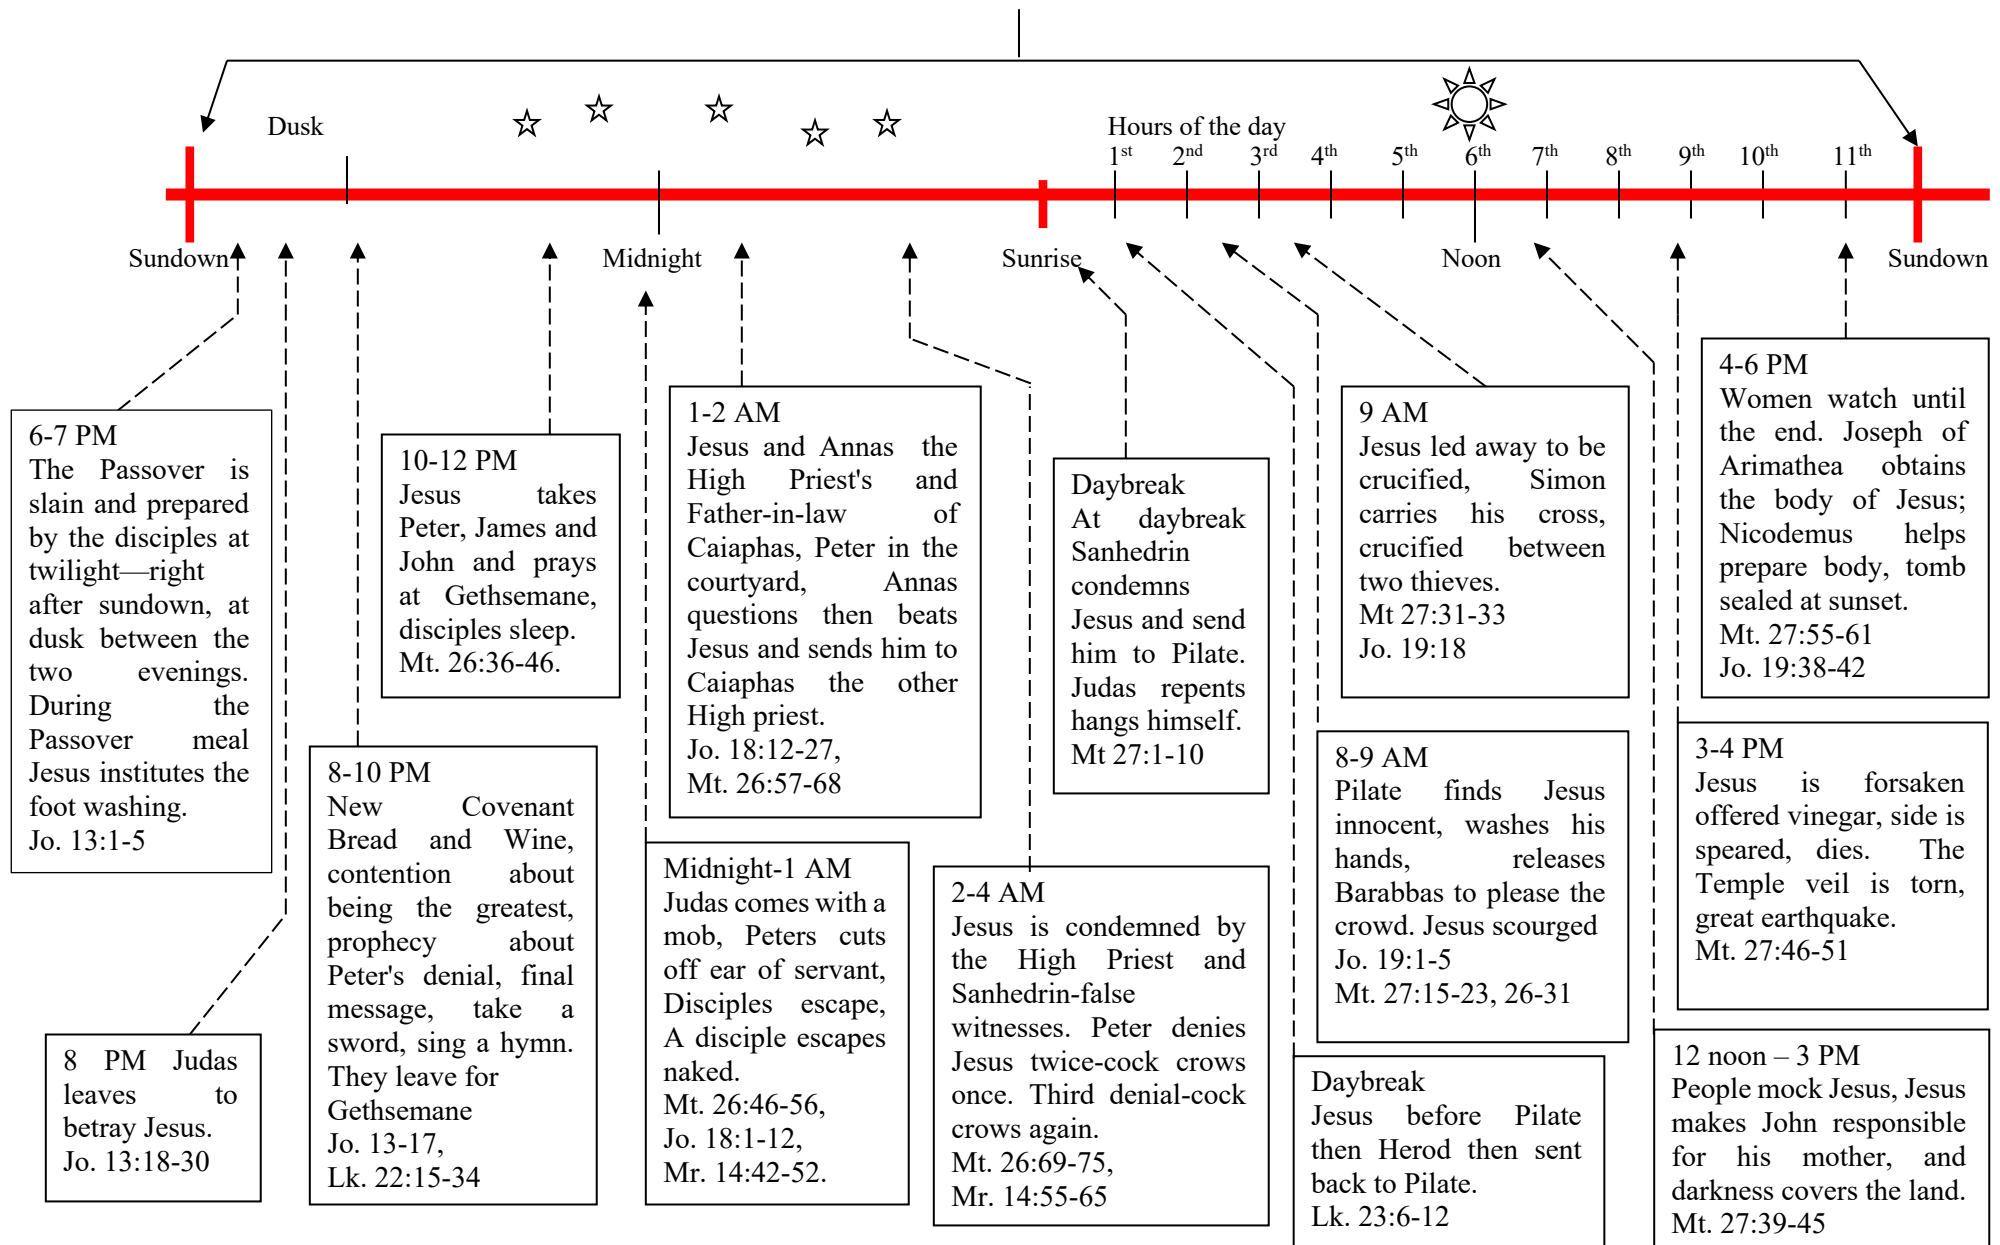 Dusk
Hours of the day
1st 2nd 3rd 4th 5th 6th 7th 8th 9th 10th 11th
Sundown
Midnight
Sunrise
Noon
Sundown
6-7 PM
The Passover is
slain and prepared
by the disciples at
twilight—right
after sundown, at
dusk between the
two evenings.
During the
Passover meal
Jesus institutes the
foot washing.
Jo. 13:1-5
8 PM Judas
leaves to
betray Jesus.
Jo. 13:18-30
8-10 PM
New Covenant
Bread and Wine,
contention about
being the greatest,
prophecy about
Peter's denial, final
message, take a
sword, sing a hymn.
They leave for
Gethsemane
Jo. 13-17,
Lk. 22:15-34
10-12 PM
Jesus takes
Peter, James and
John and prays
at Gethsemane,
disciples sleep.
Mt. 26:36-46.
Midnight-1 AM
Judas comes with a
mob, Peters cuts
off ear of servant,
Disciples escape,
A disciple escapes
naked.
Mt. 26:46-56,
Jo. 18:1-12,
Mr. 14:42-52.
1-2 AM
Jesus and Annas the
High Priest's and
Father-in-law of
Caiaphas, Peter in the
courtyard, Annas
questions then beats
Jesus and sends him to
Caiaphas the other
High priest.
Jo. 18:12-27,
Mt. 26:57-68
2-4 AM
Jesus is condemned by
the High Priest and
Sanhedrin-false
witnesses. Peter denies
Jesus twice-cock crows
once. Third denial-cock
crows again.
Mt. 26:69-75,
Mr. 14:55-65
Daybreak
At daybreak
Sanhedrin
condemns
Jesus and send
him to Pilate.
Judas repents
hangs himself.
Mt 27:1-10
Daybreak
Jesus before Pilate
then Herod then sent
back to Pilate.
Lk. 23:6-12
8-9 AM
Pilate finds Jesus
innocent, washes his
hands, releases
Barabbas to please the
crowd. Jesus scourged
Jo. 19:1-5
Mt. 27:15-23, 26-31
9 AM
Jesus led away to be
crucified, Simon
carries his cross,
crucified between
two thieves.
Mt 27:31-33
Jo. 19:18
12 noon – 3 PM
People mock Jesus, Jesus
makes John responsible
for his mother, and
darkness covers the land.
Mt. 27:39-45
3-4 PM
Jesus is forsaken
offered vinegar, side is
speared, dies. The
Temple veil is torn,
great earthquake.
Mt. 27:46-51
4-6 PM
Women watch until
the end. Joseph of
Arimathea obtains
the body of Jesus;
Nicodemus helps
prepare body, tomb
sealed at sunset.
Mt. 27:55-61
Jo. 19:38-42